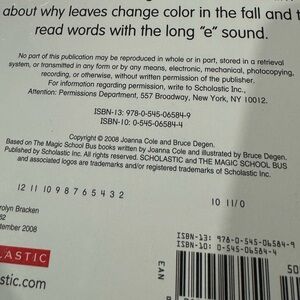 about why leaves change color in the fall and
read words with the long "e" sound.
No part of this publication may be reproduced in whole or in part, stored in a retrieval
system, or transmitted in any form or by any means, electronic, mechanical, photocopying,
recording, or otherwise, without written permission of the publisher.
For information regarding permission, write to Scholastic Inc.,
Attention: Permissions Department, 557 Broadway, New York, NY 10012.
ISBN-13: 978-0-545-06584-9
ISBN-10: 0-545-06584-4
Copyright © 2008 Joanna Cole and Bruce Degen.
Based on The Magic School Bus books written by Joanna Cole and illustrated by Bruce Degen.
Published by Scholastic Inc. All rights reserved. SCHOLASTIC and THE MAGIC SCHOOL BUS
and associated logos are trademarks and/or registered trademarks of Scholastic Inc.
12 11 10 9 8 7 6 5 4 3 2
10 11/0
rolyn Bracken
52
tember 2008
LASTIC
stic.com
ISBN-13: 978-0-545-06584-9
ISBN-10: 0-545-06584-4
EAN
50